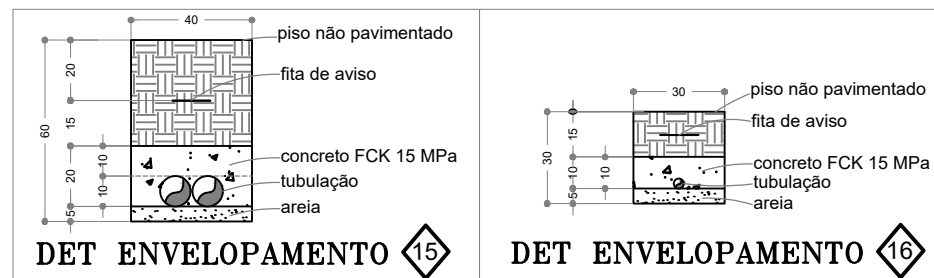 40
piso não pavimentado
20
fita de aviso
60
15
10
20
concreto FCK 15 MPa
tubulação
10
5
areia
DET ENVELOPAMENTO 15
30
piso não pavimentado
15
fita de aviso
30
10
10
concreto FCK 15 MPa
tubulação
5
areia
DET ENVELOPAMENTO 16